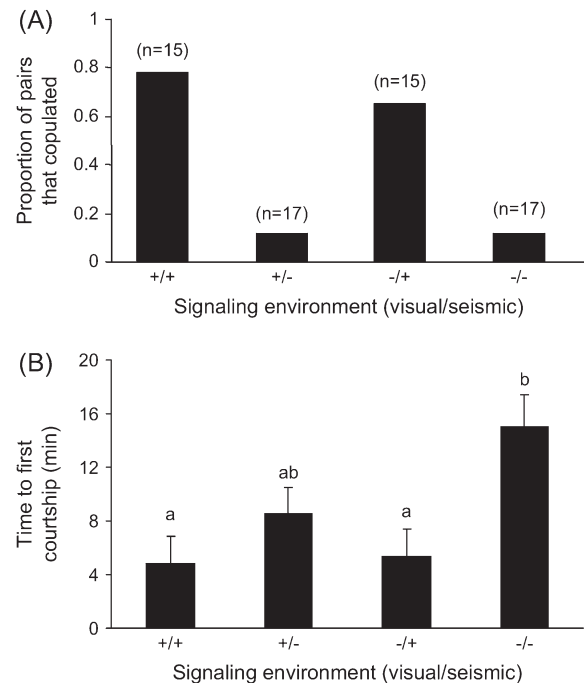 (A)
Proportion of pairs
that copulated
1
0.8
0.6
0.4
0.2
0
(n=15)
(n=17)
(n=15)
(n=17)
+/+
+/-
-/+
-/-
Signaling environment (visual/seismic)
(B)
Time to first
courtship (min)
20
16
12
8
4
0
a
ab
a
b
+/+
+/-
-/+
-/-
Signaling environment (visual/seismic)